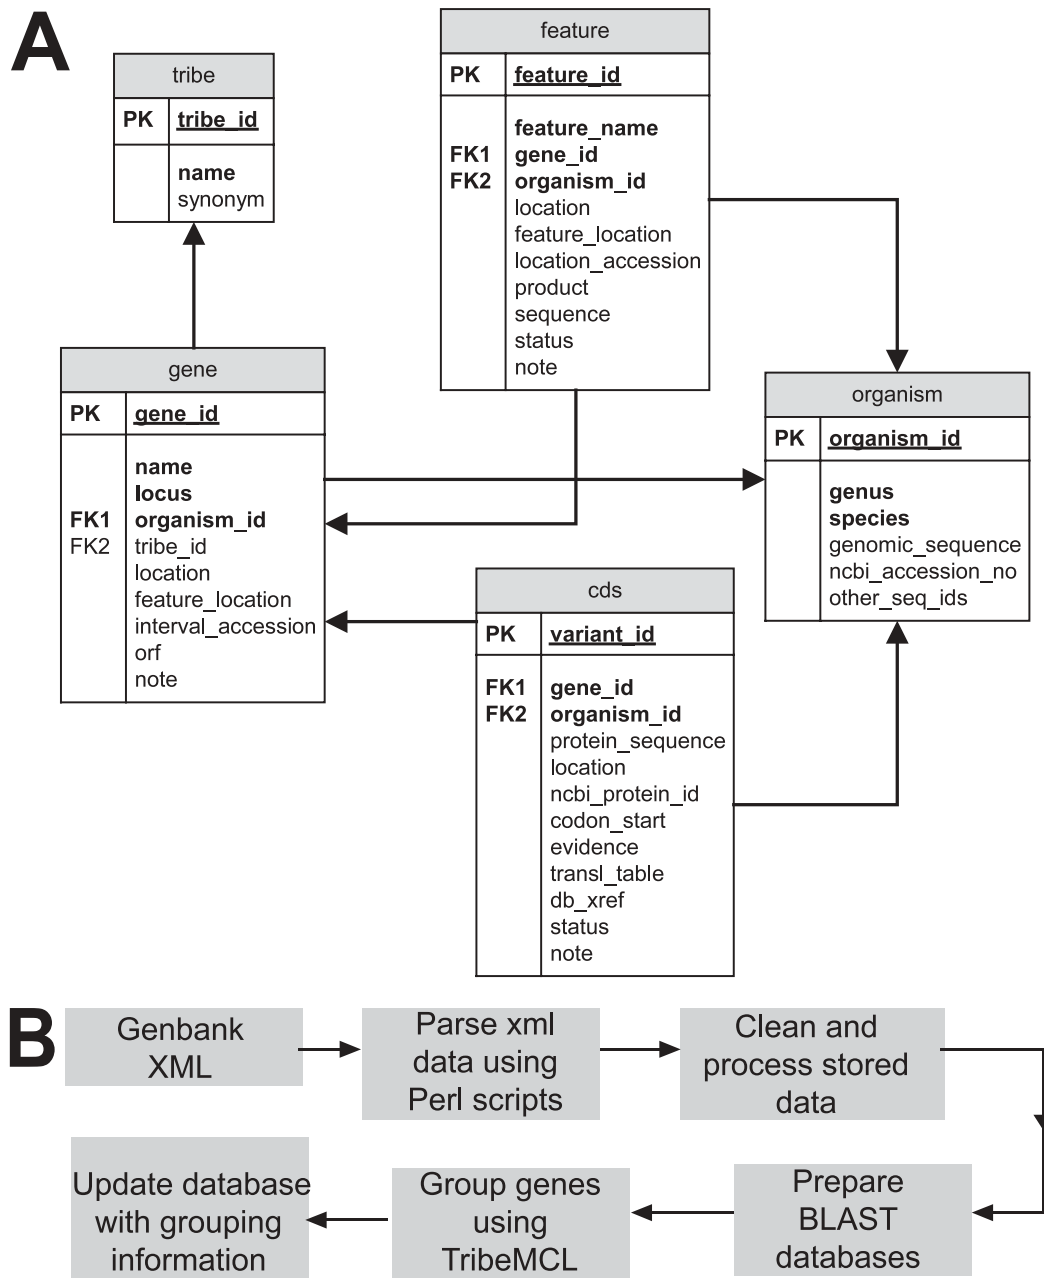 A
tribe
PK tribe_id
name
synonym
feature
PK feature_id
feature_name
FK1 gene_id
FK2 organism_id
location
feature_location
location_accession
product
sequence
status
note
gene
PK gene_id
name
locus
FK1 organism_id
FK2 tribe_id
location
feature_location
interval_accession
orf
note
organism
PK organism_id
genus
species
genomic_sequence
ncbi_accession_no
other_seq_ids
cds
PK variant_id
FK1 gene_id
FK2 organism_id
protein_sequence
location
ncbi_protein_id
codon_start
evidence
transl_table
db_xref
status
note
B
Genbank
XML
Parse xml
data using
Perl scripts
Clean and
process stored
data
Prepare
BLAST
databases
Group genes
using
TribeMCL
Update database
with grouping
information